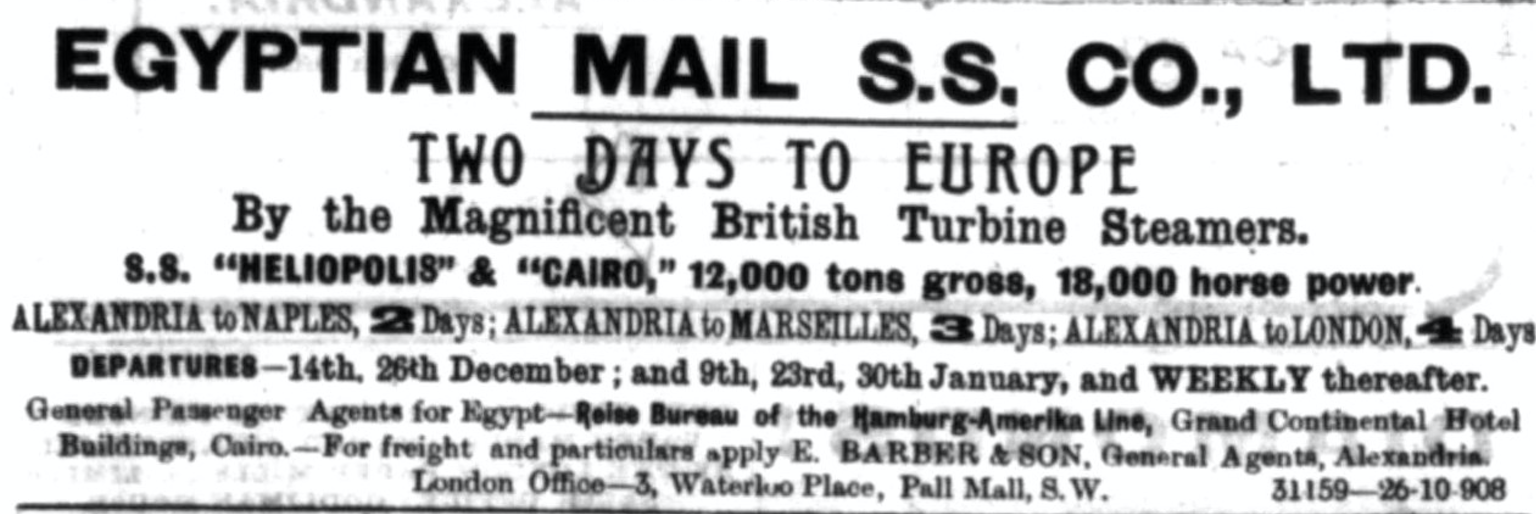 EGYPTIAN MAIL S.S. CO., LTD.
TWO DAYS TO EUROPE
By the Magnificent British Turbine Steamers.
S.S. "HELIOPOLIS" & "CAIRO," 12,000 tons gross, 18,000 horse power.
ALEXANDRIA to NAPLES, 2 Days; ALEXANDRIA to MARSEILLES, 3 Days; ALEXANDRIA to LONDON, 4 Days
DEPARTURES—14th, 26th December; and 9th, 23rd, 30th January, and WEEKLY thereafter.
General Passenger Agents for Egypt—Reise Bureau of the Hamburg-Amerika Line, Grand Continental Hotel
Buildings, Cairo.—For freight and particulars apply E. BARBER & SON, General Agents, Alexandria.
London Office—3, Waterloo Place, Pall Mall, S.W. 31159—26-10-908